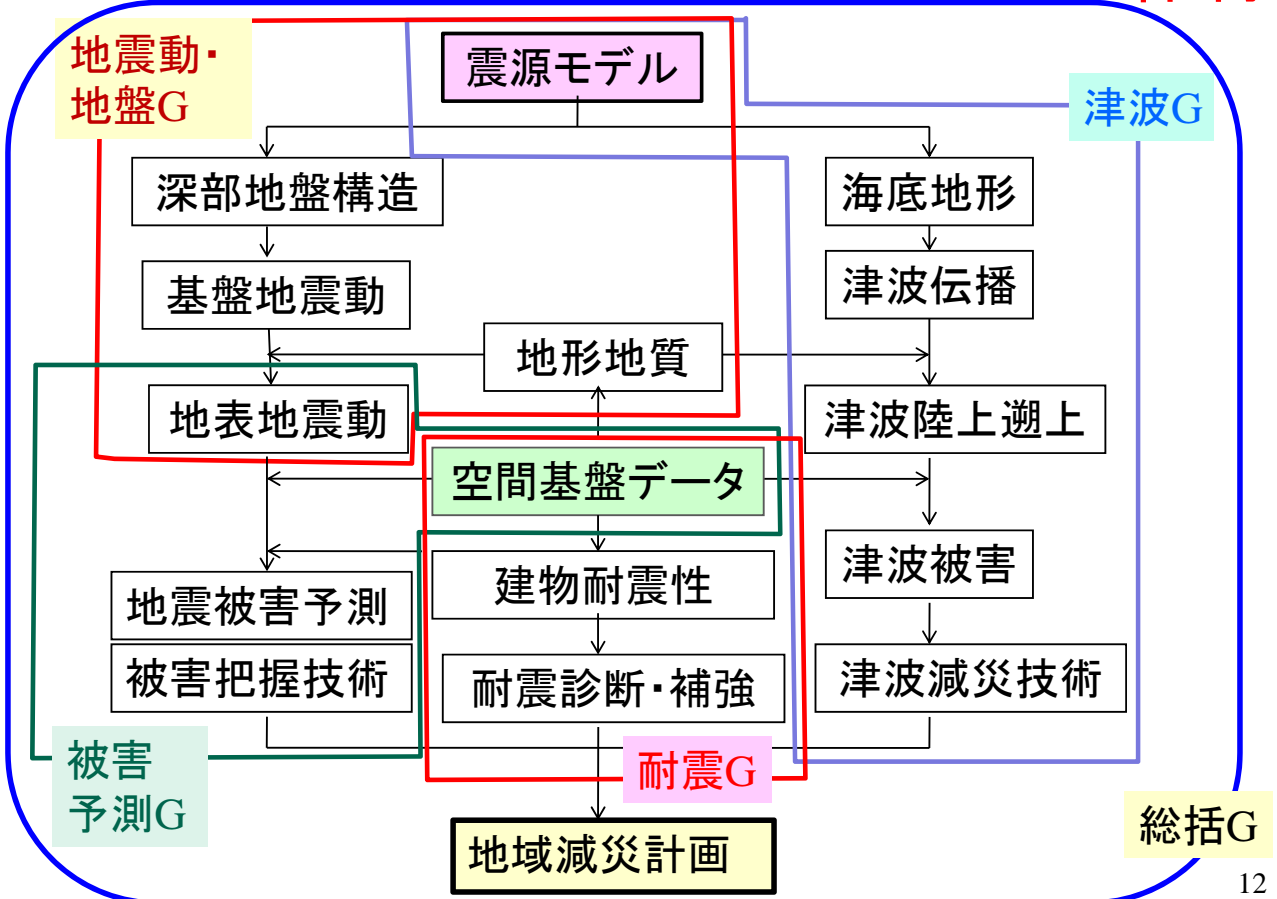 地震動・
地盤G
震源モデル
津波G
深部地盤構造
海底地形
基盤地震動
津波伝播
地形地質
地表地震動
津波陸上遡上
空間基盤データ
建物耐震性
津波被害
地震被害予測
被害把握技術
耐震診断・補強
津波減災技術
被害
予測G
耐震G
総括G
地域減災計画
12